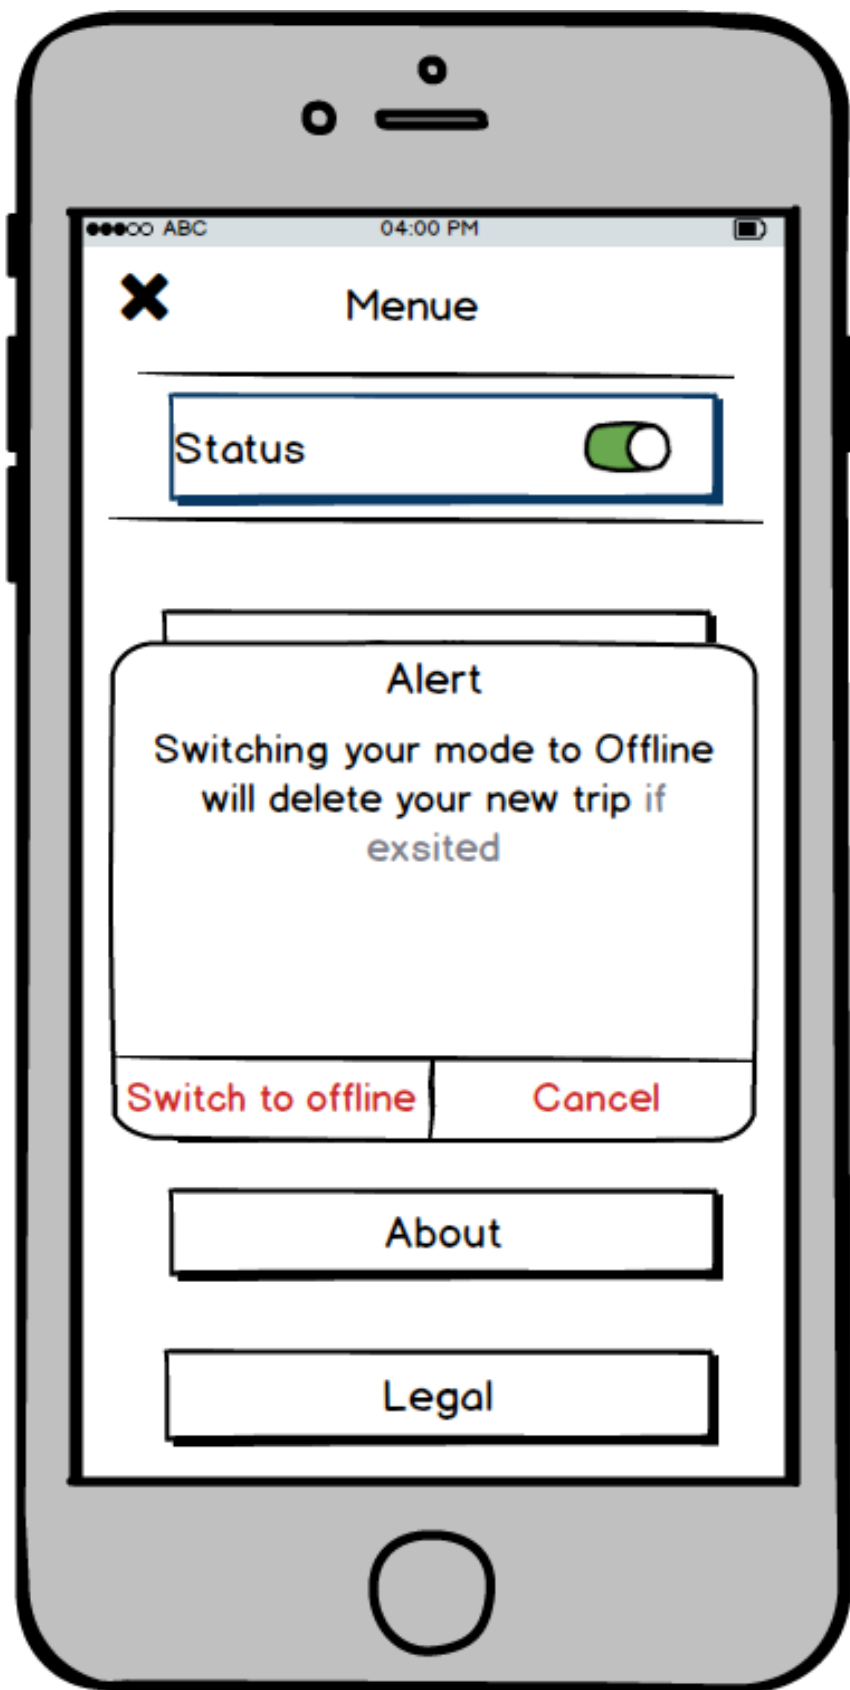 ABC 04:00 PM
Menue
Status
Alert
Switching your mode to Offline
will delete your new trip if
exsited
Switch to offline Cancel
About
Legal